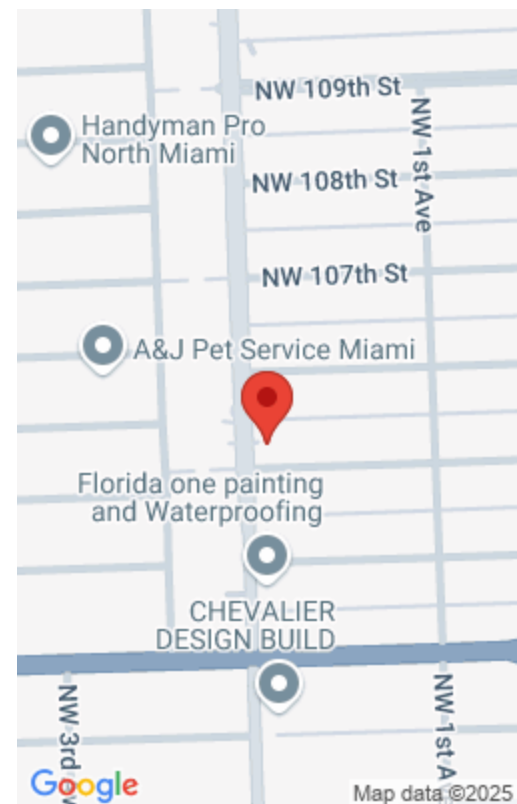 NW 109th St
Handyman Pro
North Miami
NW 1st Ave
NW 108th St
NW 107th St
A&J Pet Service Miami
Florida one painting
and Waterproofing
CHEVALIER
DESIGN BUILD
NW 3rd
NW 1st A
Google
Map data ©2025